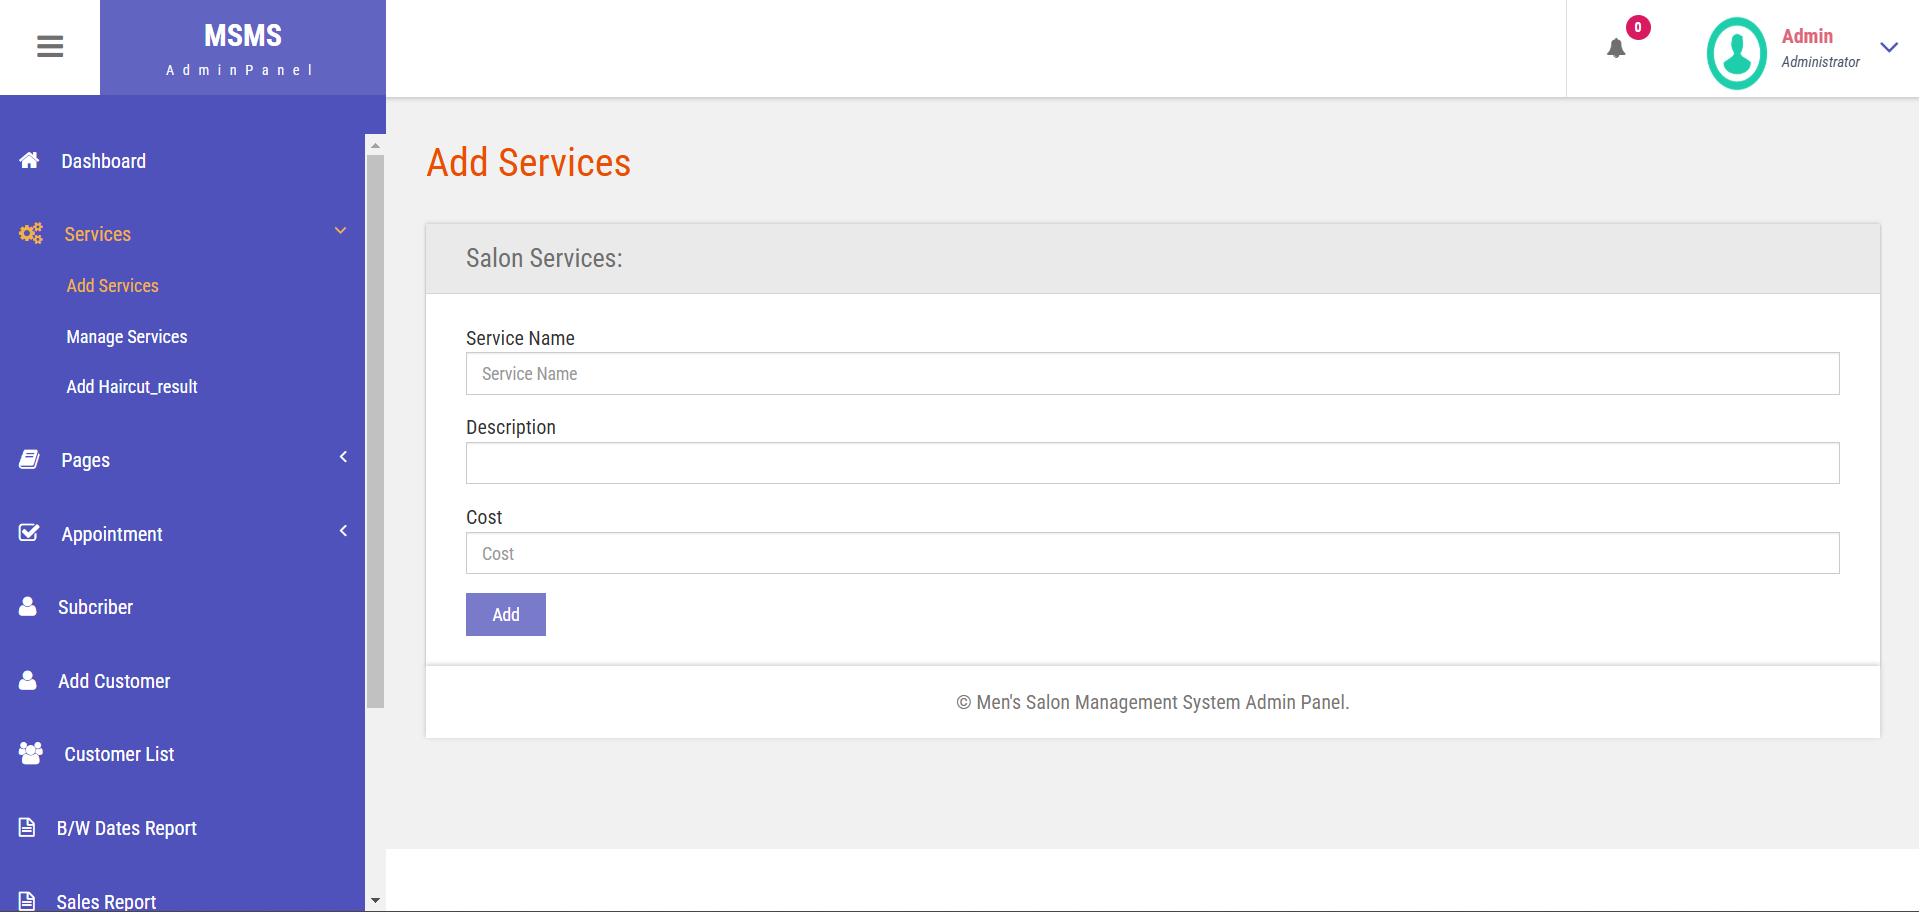 MSMS
AdminPanel
0
Admin
Administrator
Dashboard
Services
Add Services
Manage Services
Add Haircut_result
Pages
Appointment
Subcriber
Add Customer
Customer List
B/W Dates Report
Sales Report
Add Services
Salon Services:
Service Name
Service Name
Description
Cost
Cost
Add
© Men's Salon Management System Admin Panel.